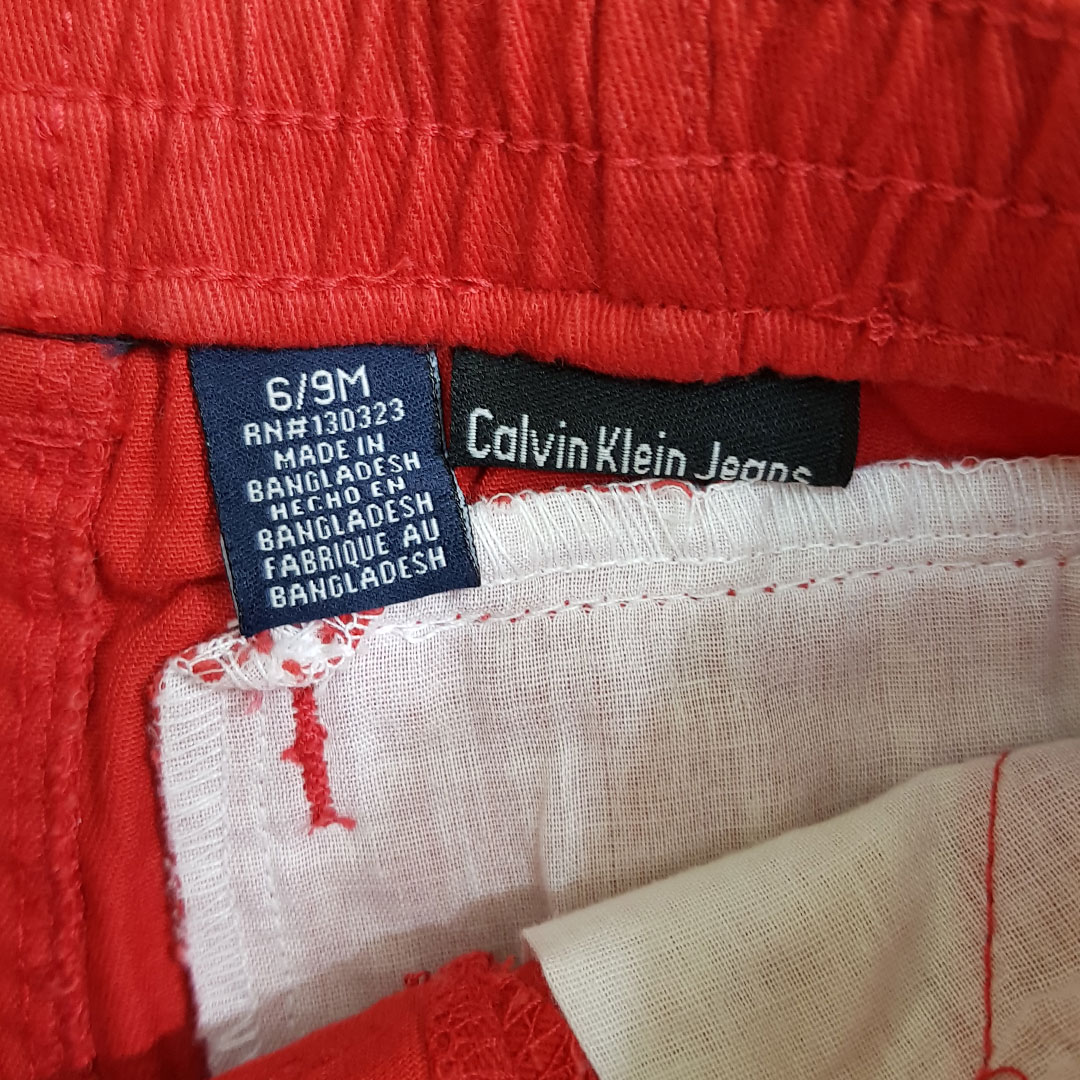 6/9M
RN#130323
MADE IN
BANGLADESH
HECHO EN
BANGLADESH
FABRIQUE AU
BANGLADESH
Calvin Klein Jeans